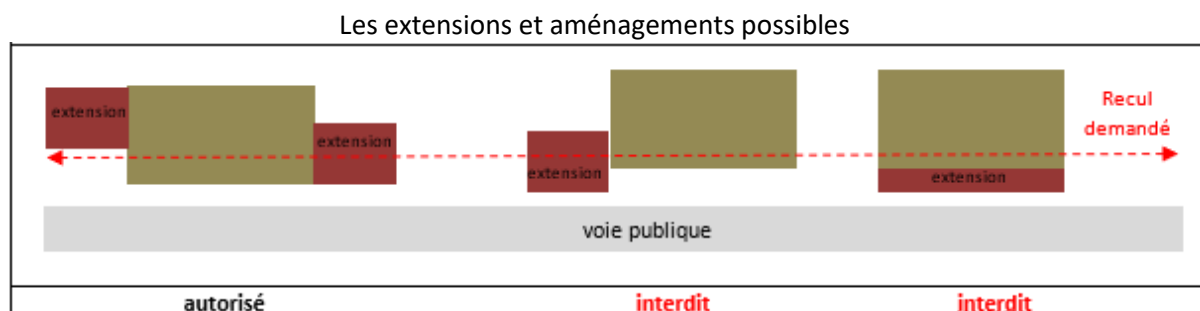 Les extensions et aménagements possibles
extension
extension
extension
extension
Recul
demandé
voie publique
autorisé
interdit
interdit